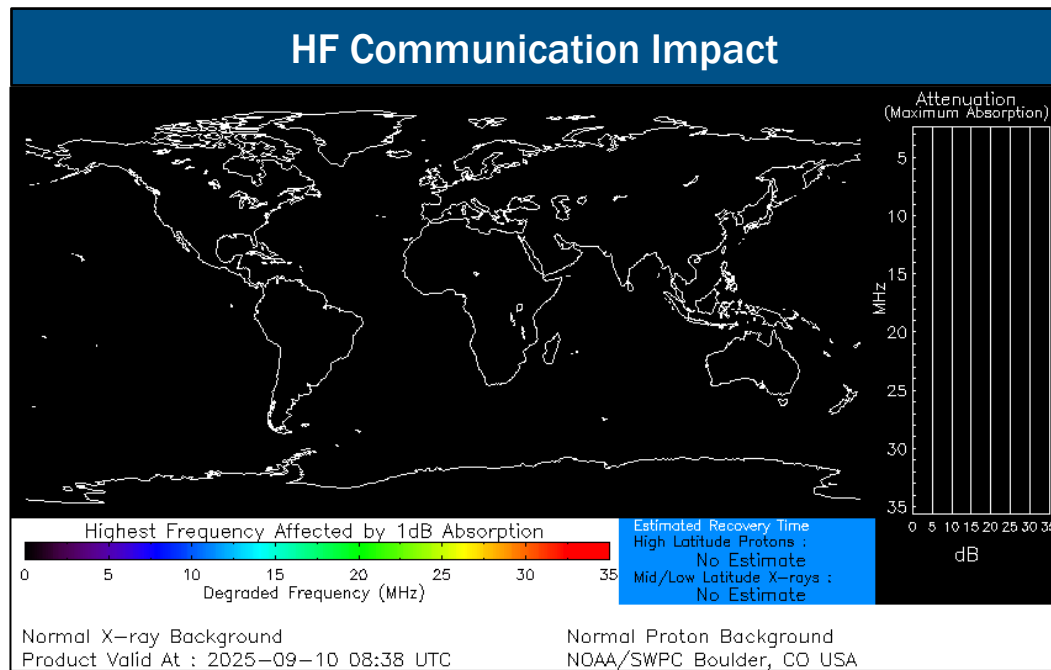 HF Communication Impact
Attenuation
(Maximum Absorption)
5
10
15
20
25
30
35
MHz
0 5 10 15 20 25 30 35
dB
Highest Frequency Affected by 1dB Absorption
0 5 10 15 20 25 30 35
Degraded Frequency (MHz)
Estimated Recovery Time
High Latitude Protons :
No Estimate
Mid/Low Latitude X-rays :
No Estimate
Normal X-ray Background
Product Valid At : 2025-09-10 08:38 UTC
Normal Proton Background
NOAA/SWPC Boulder, CO USA